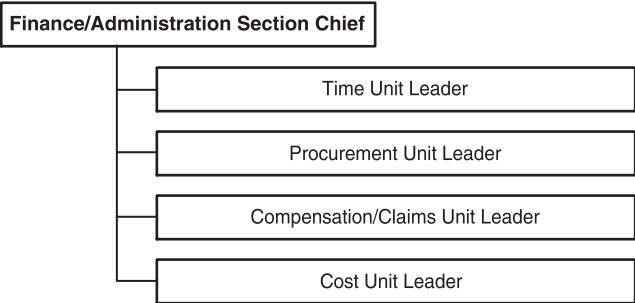 Finance/Administration Section Chief
Time Unit Leader
Procurement Unit Leader
Compensation/Claims Unit Leader
Cost Unit Leader